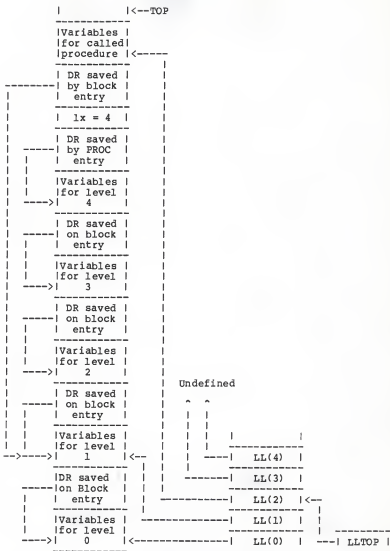 <--TOP
Variables
for called
procedure
DR saved
by block
entry
lx = 4
DR saved
by PROC
entry
Variables
for level
4
DR saved
on block
entry
Variables
for level
3
DR saved
on block
entry
Variables
for level
2
Undefined
DR saved
on block
entry
Variables
for level
1
LL(4)
LL(3)
DR saved
on Block
entry
LL(2)
Variables
for level
0
LL(1)
LL(0)
LLTOP